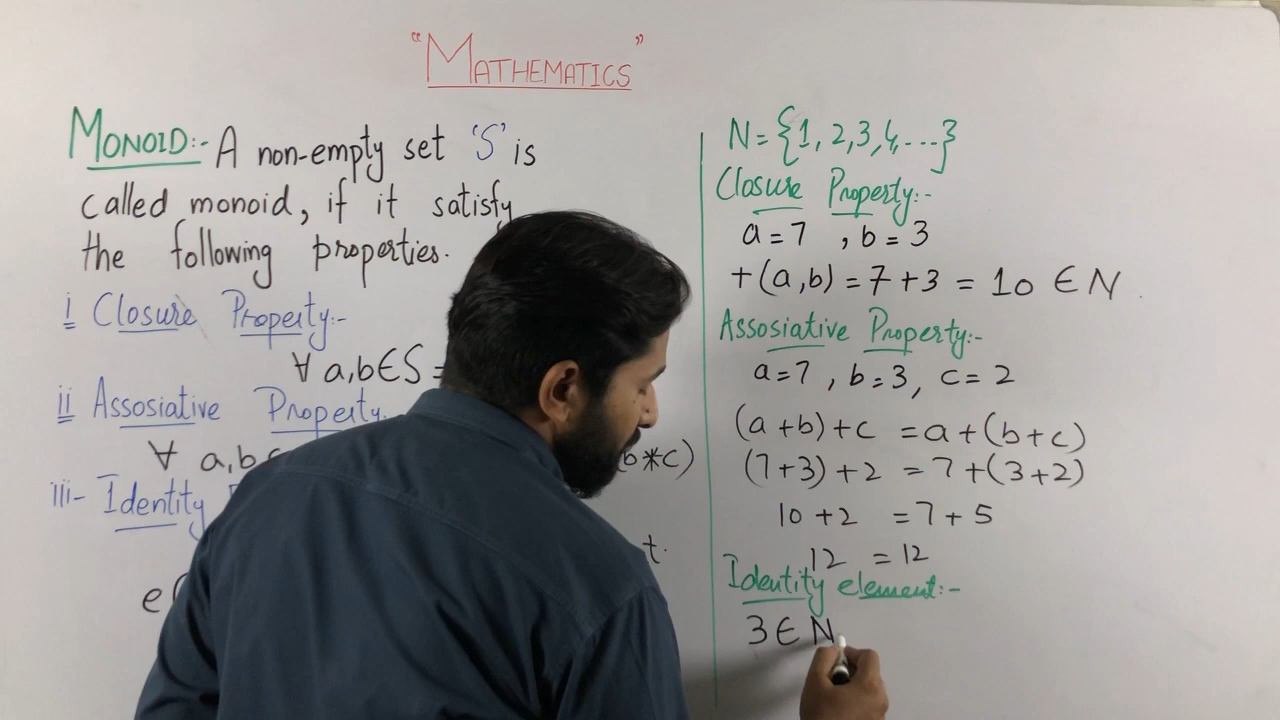 “MATHEMATICS”
MONOID:- A non-empty set ‘S’ is
called monoid, if it satisfy
the following properties.
i Closure Property:-
∀ a,b∈S =
ii Assosiative Property
∀ a,b *c)
iii- Identity
t.
e
N={1,2,3,4,...}
Closure Property:-
a=7 , b=3
+(a,b) = 7+3 = 10 ∈ N
Assosiative Property:-
a=7 , b=3, c=2
(a+b)+c = a+(b+c)
(7+3)+2 = 7+(3+2)
10+2 = 7+5
12 = 12
Identity element:-
3∈N